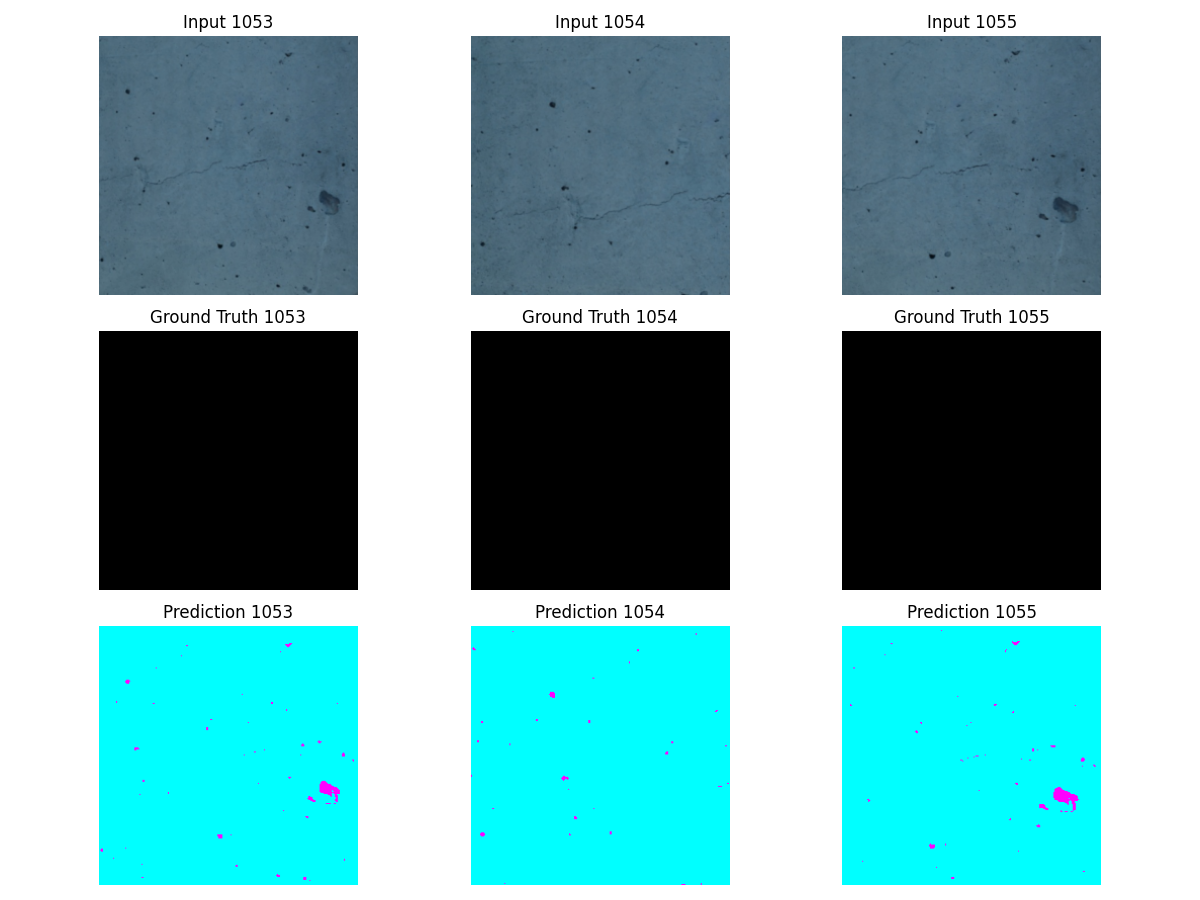 Input 1053
Input 1054
Input 1055
Ground Truth 1053
Ground Truth 1054
Ground Truth 1055
Prediction 1053
Prediction 1054
Prediction 1055